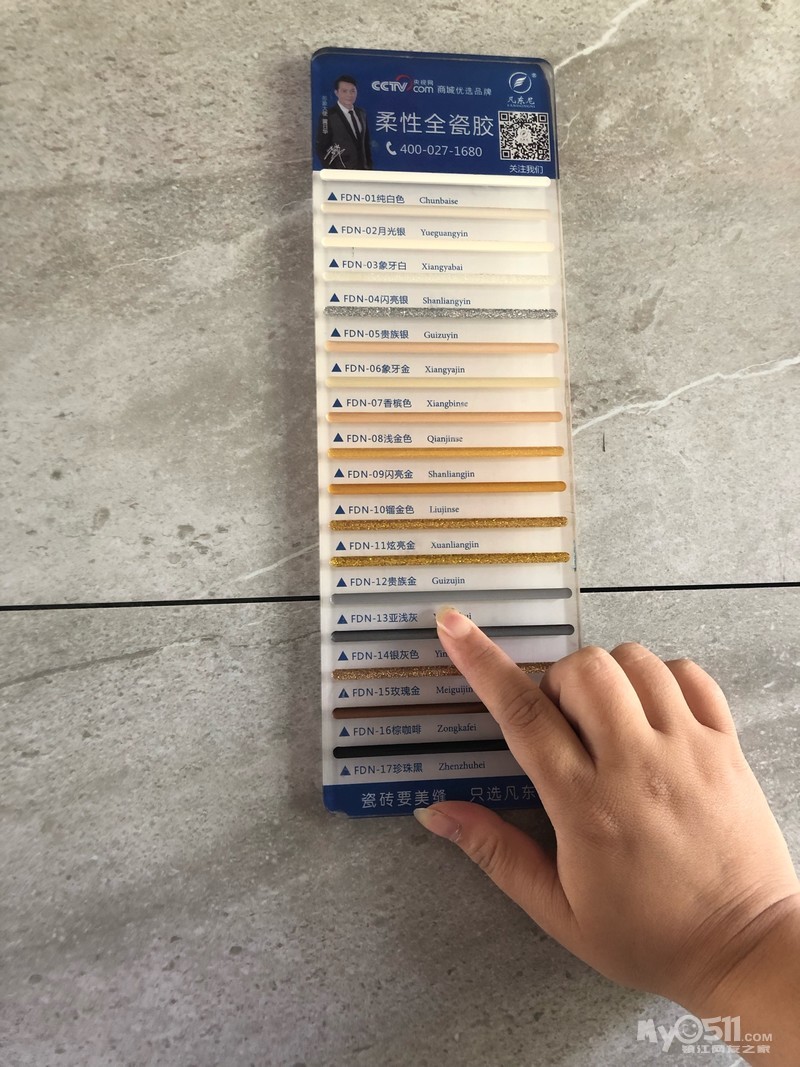 CCTV 央视网 .com 商城优选品牌
凡东尼
柔性全瓷胶
400-027-1680
关注我们
FDN-01纯白色 Chunbaise
FDN-02月光银 Yueguangyin
FDN-03象牙白 Xiangyabai
FDN-04闪亮银 Shanliangyin
FDN-05贵族银 Guizuyin
FDN-06象牙金 Xiangyajin
FDN-07香槟色 Xiangbinse
FDN-08浅金色 Qianjinse
FDN-09闪亮金 Shanliangjin
FDN-10镏金色 Liujinse
FDN-11炫亮金 Xuanliangjin
FDN-12贵族金 Guizujin
FDN-13亚浅灰
FDN-14银灰色 Yin
FDN-15玫瑰金 Meiguijin
FDN-16棕咖啡 Zongkafei
FDN-17珍珠黑 Zhenzhuhei
瓷砖要美缝 只选凡东
My0511.COM
镇江网友之家